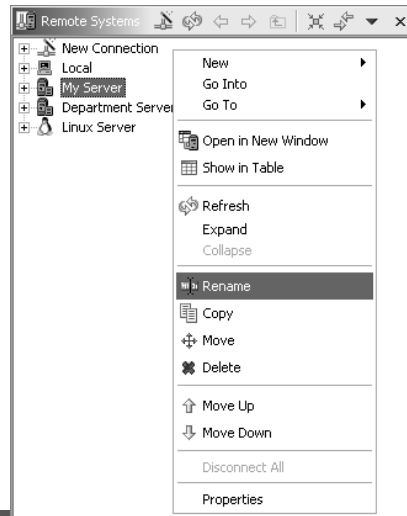 Remote Systems
New Connection
Local
My Server
Department Server
Linux Server
New
Go Into
Go To
Open in New Window
Show in Table
Refresh
Expand
Collapse
Rename
Copy
Move
Delete
Move Up
Move Down
Disconnect All
Properties